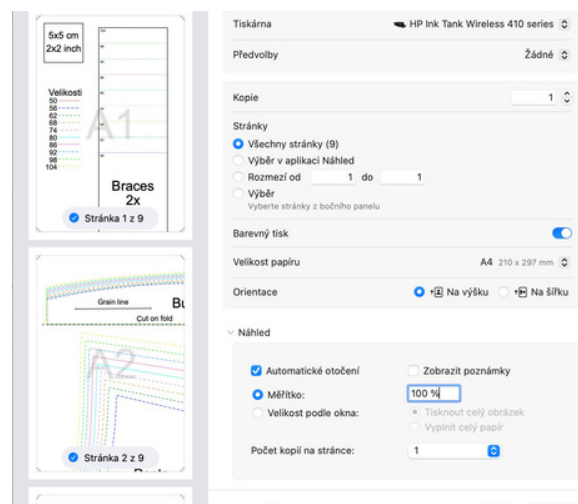 5x5 cm
2x2 inch
Velikosti
50
56
62
68
74
80
86
92
98
104
A1
Braces
2x
Stránka 1 z 9
Grain line
Cut on fold
A2
Stránka 2 z 9
Tiskárna
HP Ink Tank Wireless 410 series
Předvolby
Žádné
Kopie
1
Stránky
Všechny stránky (9)
Výběr v aplikaci Náhled
Rozmezí od 1 do 1
Výběr
Vyberte stránky z bočního panelu
Barevný tisk
Velikost papíru
A4 210 x 297 mm
Orientace
Na výšku
Na šířku
Náhled
Automatické otočení
Zobrazit poznámky
Měřítko:
100 %
Velikost podle okna:
Tisknout celý obrázek
Vyplnit celý papír
Počet kopií na stránce:
1